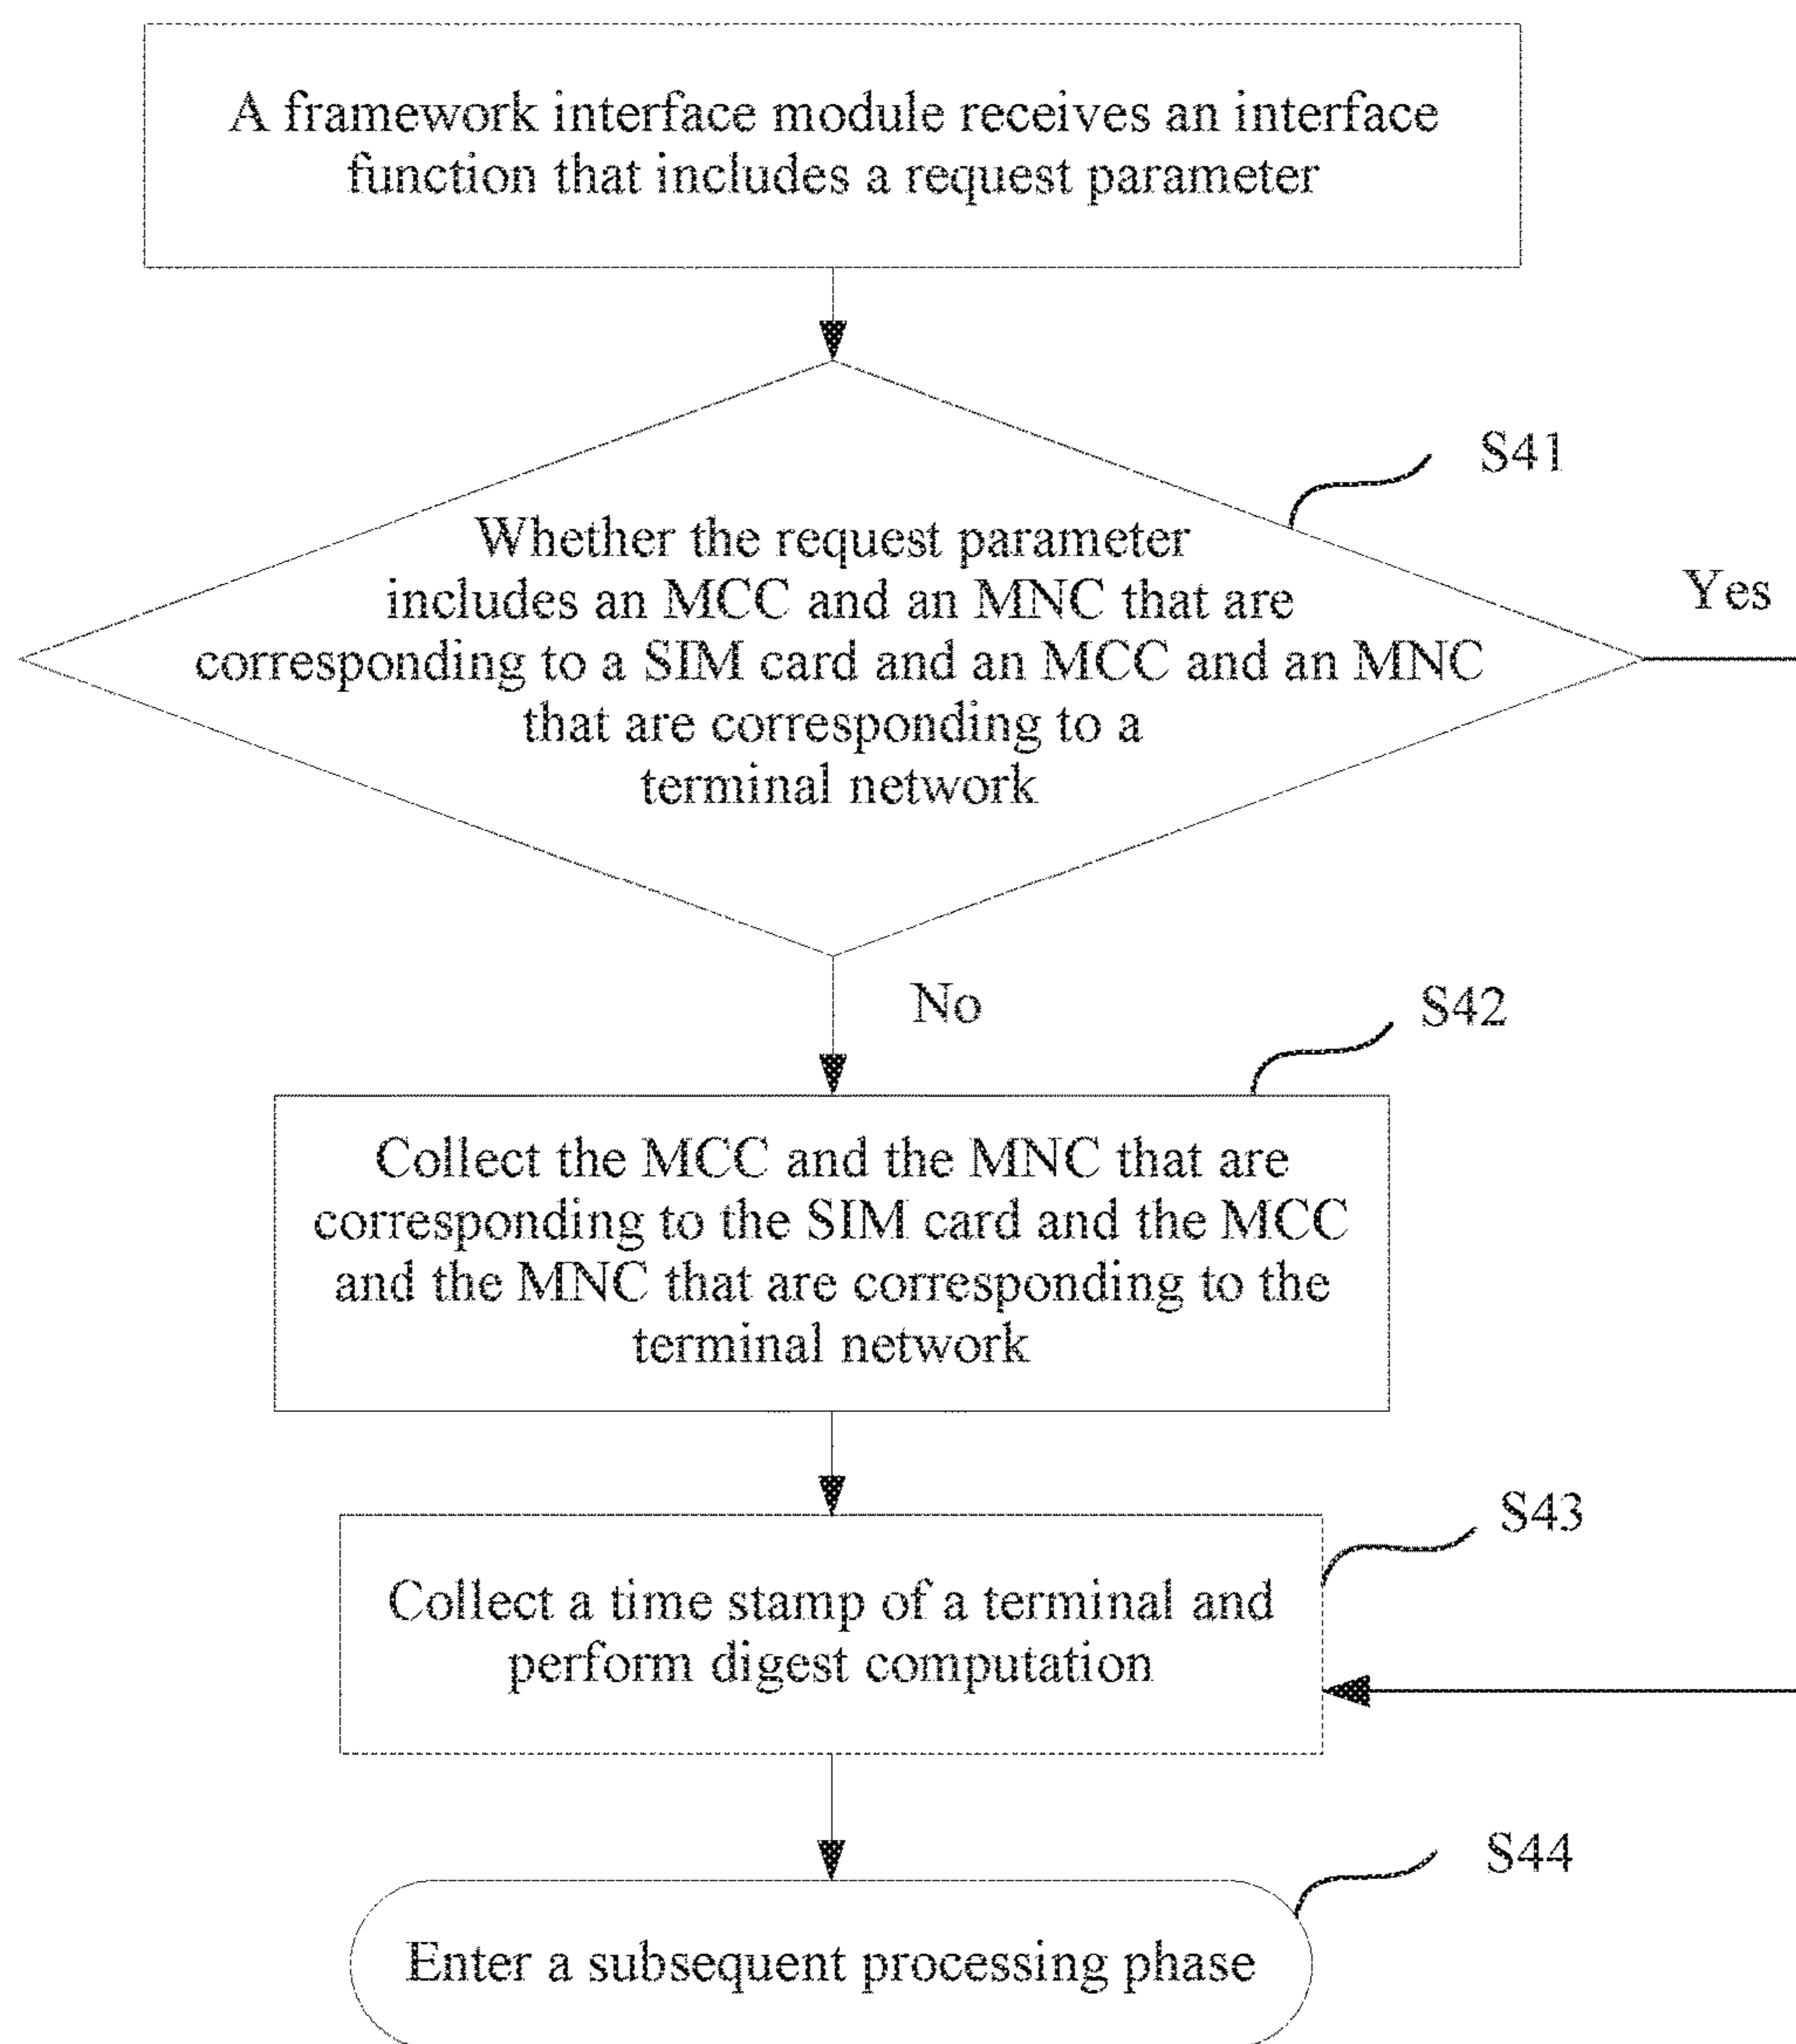 A framework interface module receives an interface
function that includes a request parameter
S41
Whether the request parameter
includes an MCC and an MNC that are
corresponding to a SIM card and an MCC and an MNC
that are corresponding to a
terminal network
Yes
No
S42
Collect the MCC and the MNC that are
corresponding to the SIM card and the MCC
and the MNC that are corresponding to the
terminal network
S43
Collect a time stamp of a terminal and
perform digest computation
S44
Enter a subsequent processing phase